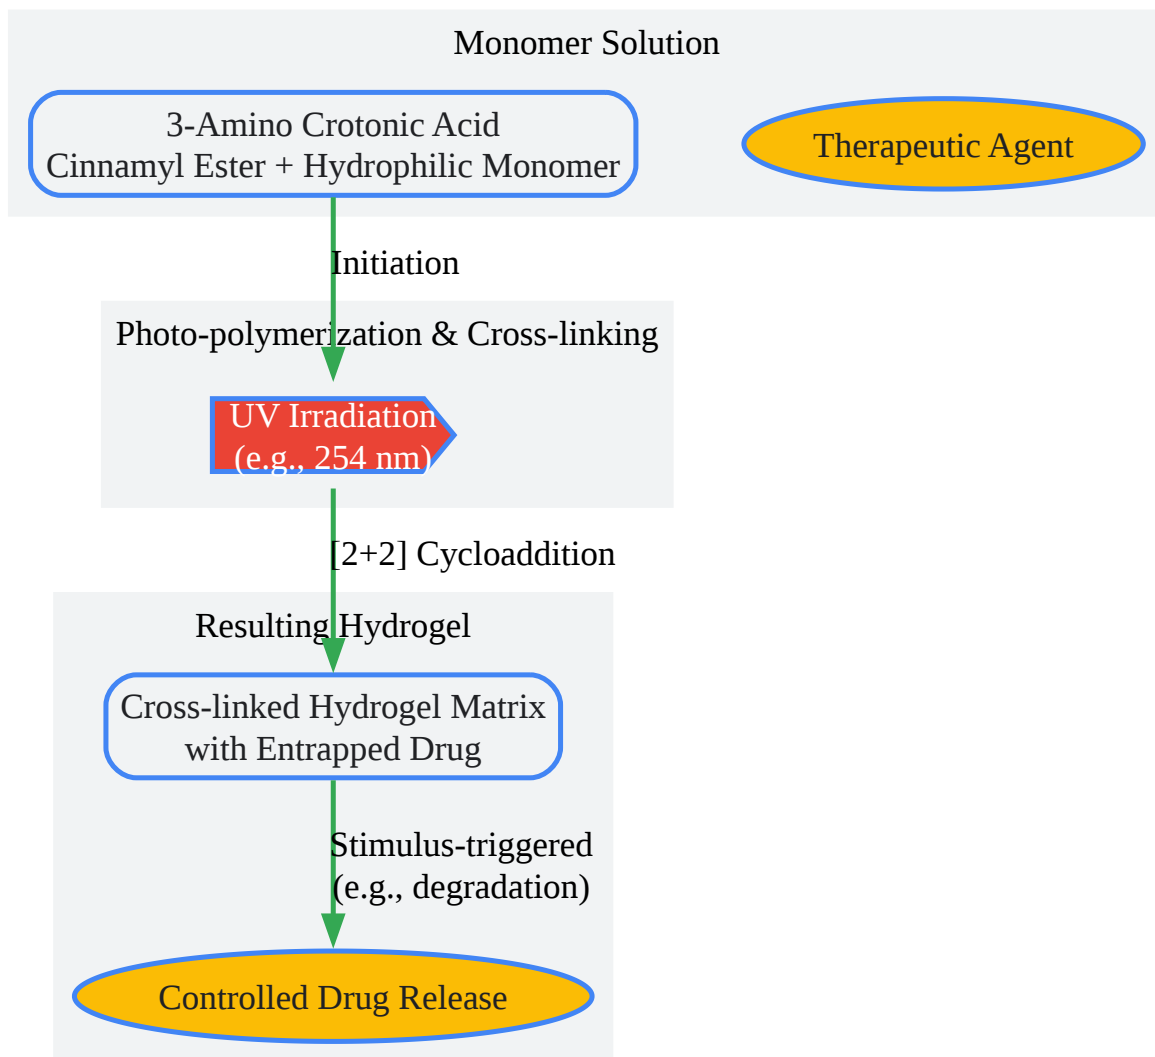 Monomer Solution
3-Amino Crotonic Acid
Cinnamyl Ester + Hydrophilic Monomer
Therapeutic Agent
Initiation
Photo-polymerization & Cross-linking
UV Irradiation
(e.g., 254 nm)
[2+2] Cycloaddition
Resulting Hydrogel
Cross-linked Hydrogel Matrix
with Entrapped Drug
Stimulus-triggered
(e.g., degradation)
Controlled Drug Release